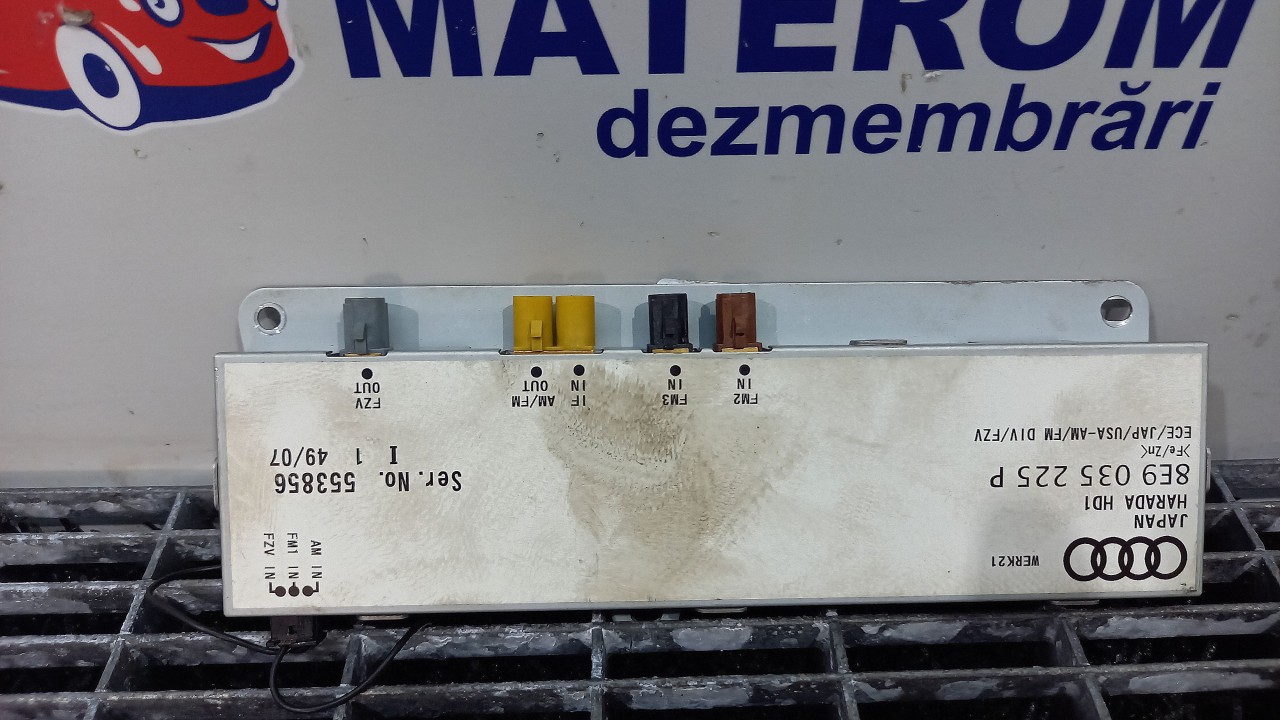 MATEROM
dezmembrări
WERK21
JAPAN
HARADA HD1
8E9 035 225 P
>Fe/Zn<
ECE/JAP/USA-AM/FM DIV/FZV
Ser. No. 553856
I 1 49/07
AM IN
FM1 IN
FZV IN
FM2
IN
FM3
IN
IF
IN
AM/FM
OUT
FZV
OUT